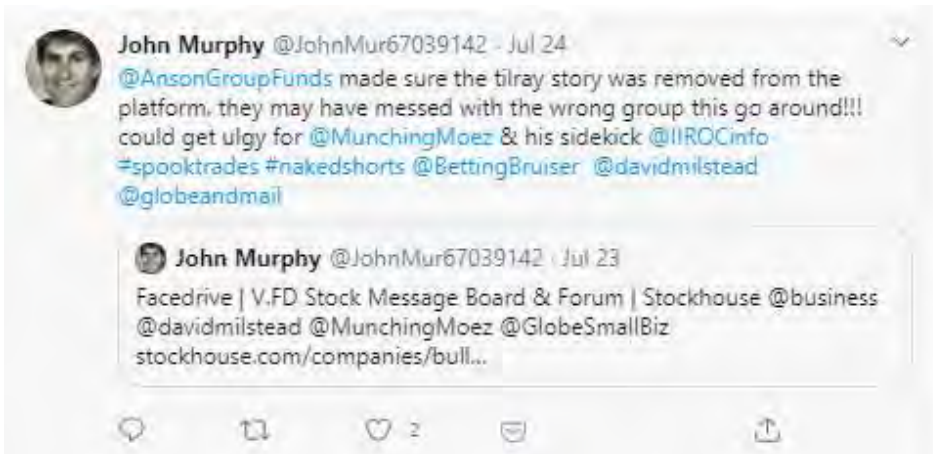 John Murphy @JohnMur67039142 · Jul 24
@AnsonGroupFunds made sure the tilray story was removed from the
platform. they may have messed with the wrong group this go around!!!
could get ulgy for @MunchingMoez & his sidekick @IIROCinfo
#spooktrades #nakedshorts @BettingBruiser @davidmilstead
@globeandmail
John Murphy @JohnMur67039142 · Jul 23
Facedrive | V.FD Stock Message Board & Forum | Stockhouse @business
@davidmilstead @MunchingMoez @GlobeSmallBiz
stockhouse.com/companies/bull...
2